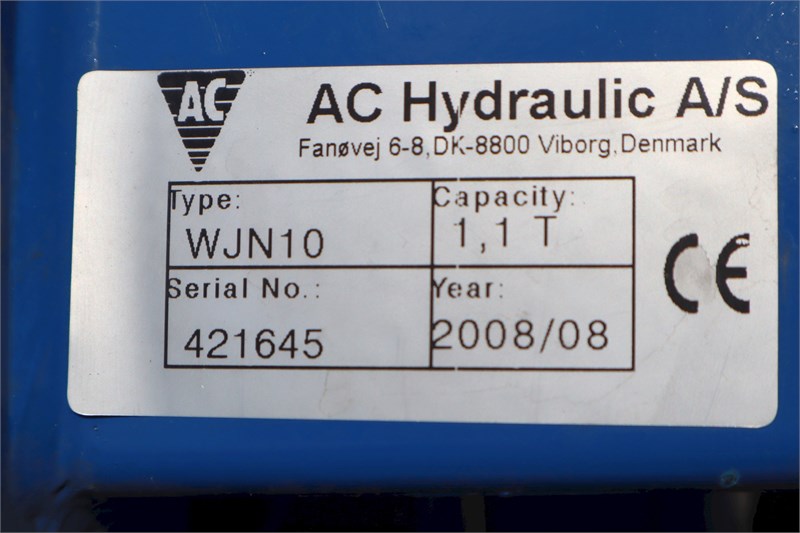 AC
AC Hydraulic A/S
Fanøvej 6-8,DK-8800 Viborg,Denmark
Type:
WJN10
Capacity:
1,1 T
Serial No.:
421645
Year:
2008/08
CE